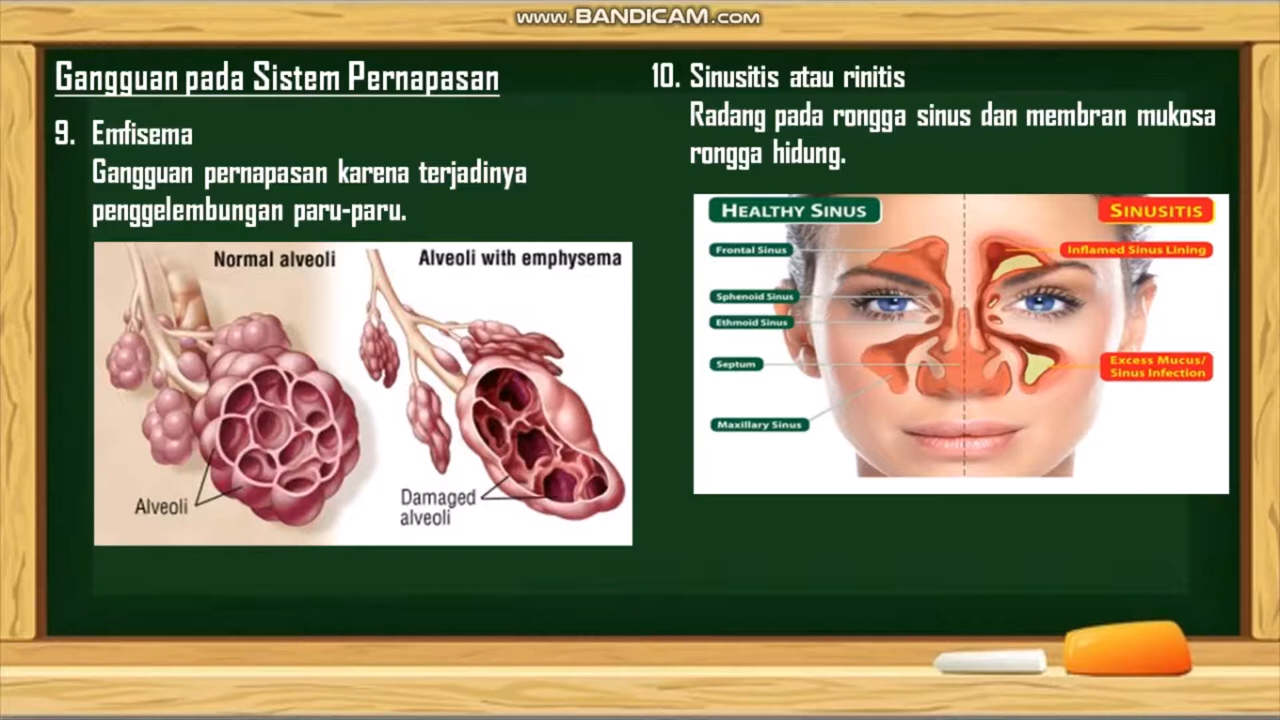 WWW.BANDICAM.COM
Gangguan pada Sistem Pernapasan
9. Emfisema
Gangguan pernapasan karena terjadinya
penggelembungan paru-paru.
Normal alveoli
Alveoli with emphysema
Alveoli
Damaged
alveoli
10. Sinusitis atau rinitis
Radang pada rongga sinus dan membran mukosa
rongga hidung.
HEALTHY SINUS
SINUSITIS
Frontal Sinus
Inflamed Sinus Lining
Sphenoid Sinus
Ethmoid Sinus
Septum
Excess Mucus/
Sinus Infection
Maxillary Sinus